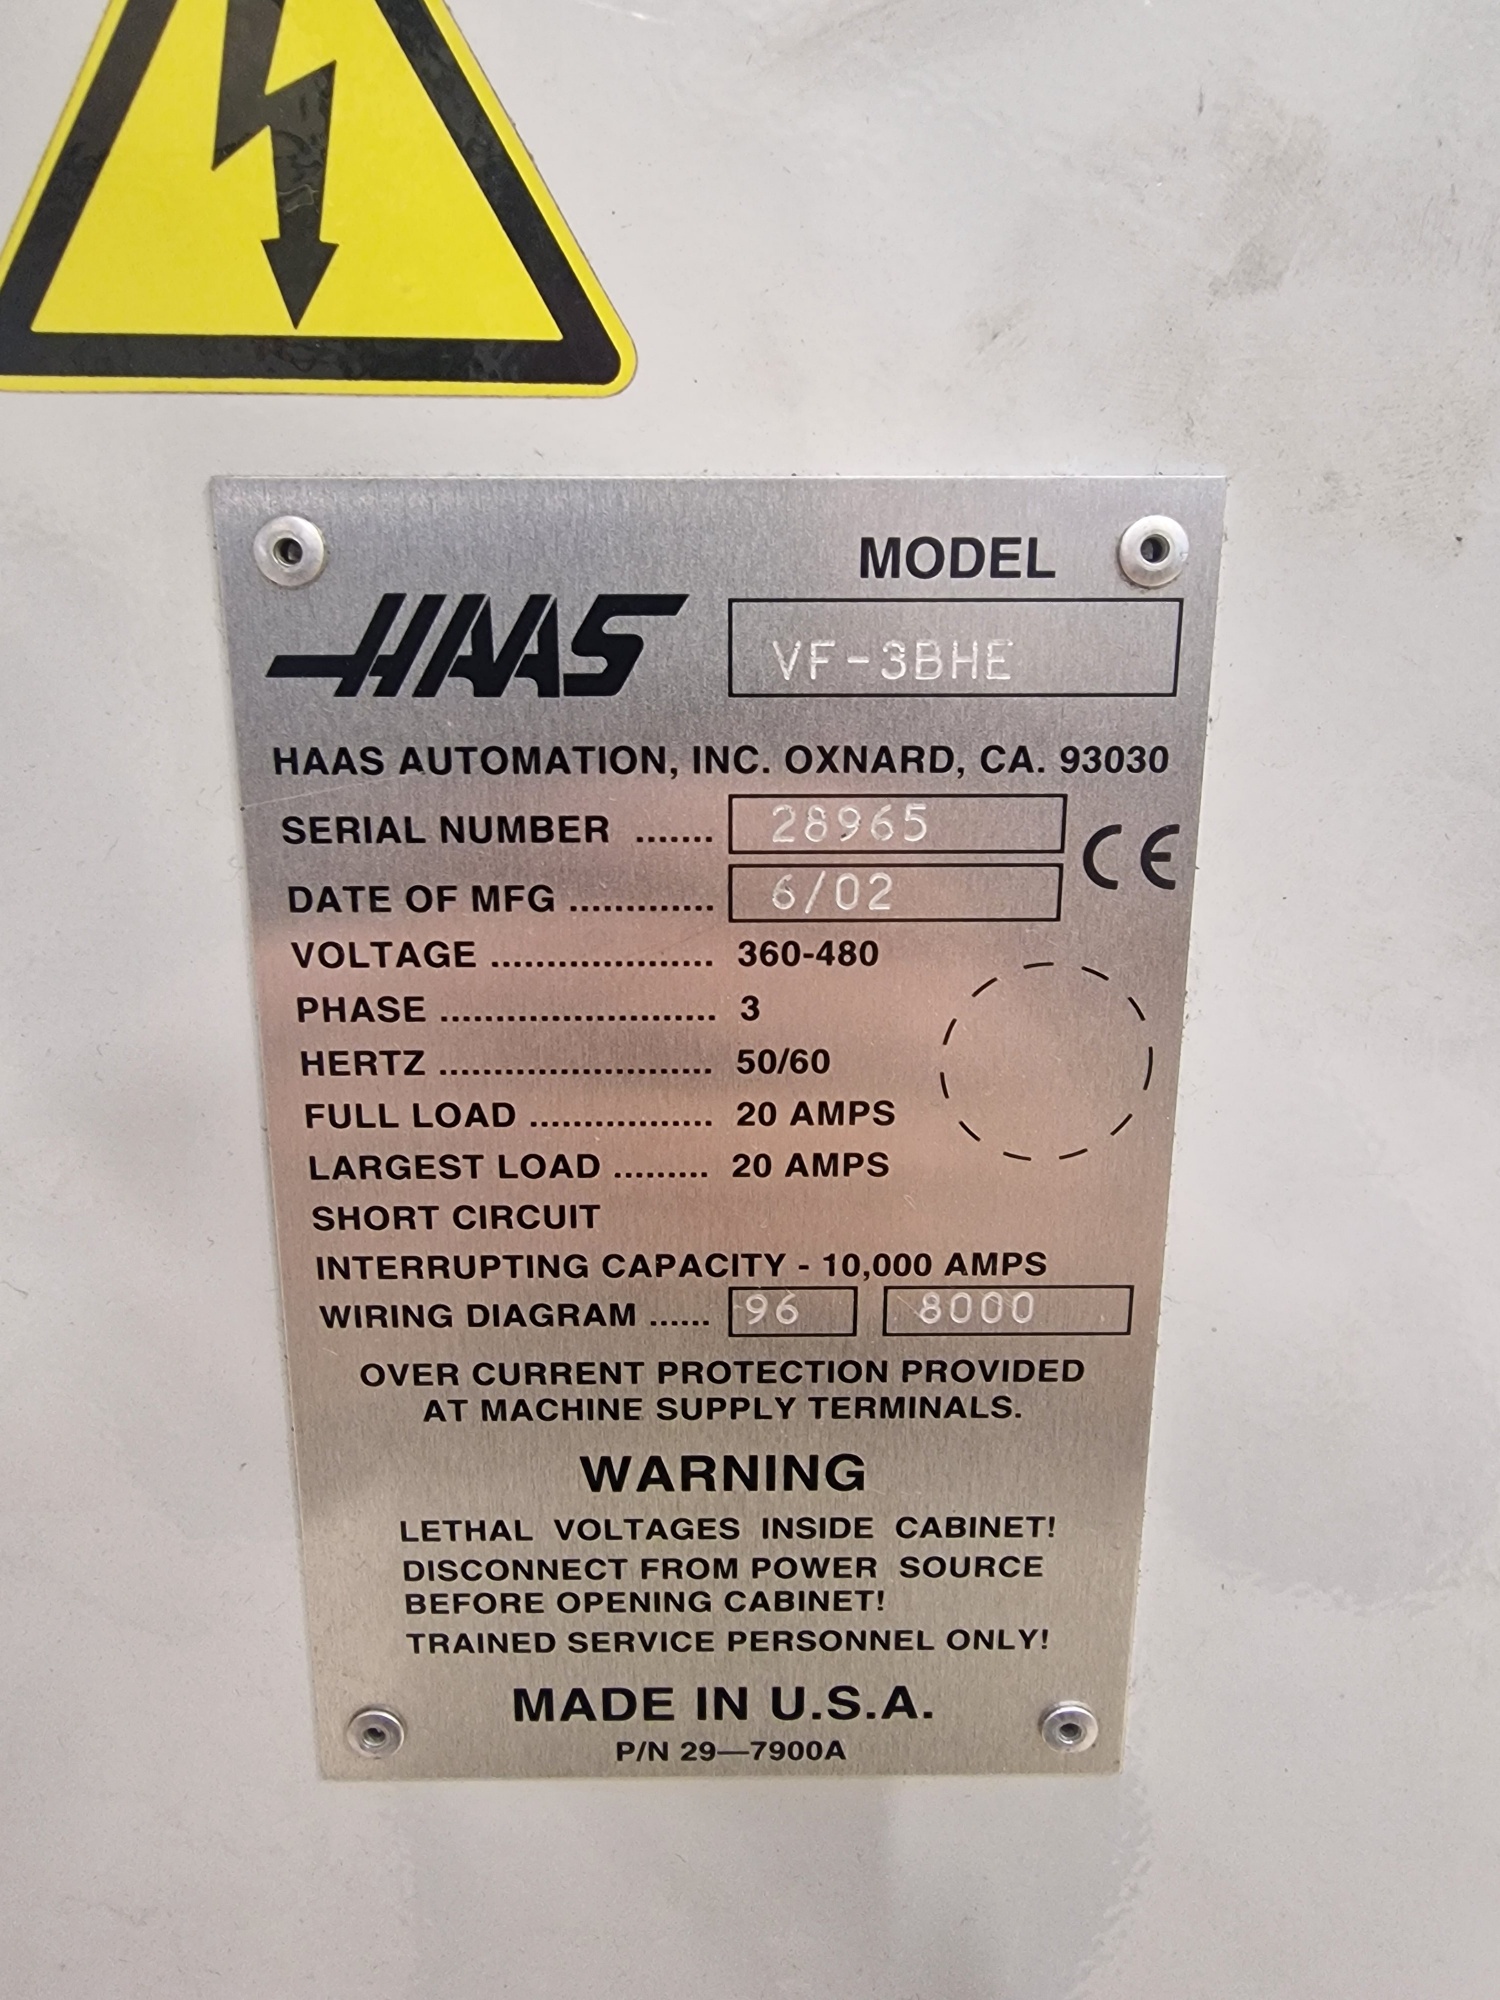 MODEL
HAAS
VF-3BHE
HAAS AUTOMATION, INC. OXNARD, CA. 93030
SERIAL NUMBER ....... 28965
CE
DATE OF MFG ............. 6/02
VOLTAGE .................... 360-480
PHASE ......................... 3
HERTZ ......................... 50/60
FULL LOAD ................. 20 AMPS
LARGEST LOAD ......... 20 AMPS
SHORT CIRCUIT
INTERRUPTING CAPACITY - 10,000 AMPS
WIRING DIAGRAM ...... 96 8000
OVER CURRENT PROTECTION PROVIDED
AT MACHINE SUPPLY TERMINALS.
WARNING
LETHAL VOLTAGES INSIDE CABINET!
DISCONNECT FROM POWER SOURCE
BEFORE OPENING CABINET!
TRAINED SERVICE PERSONNEL ONLY!
MADE IN U.S.A.
P/N 29—7900A